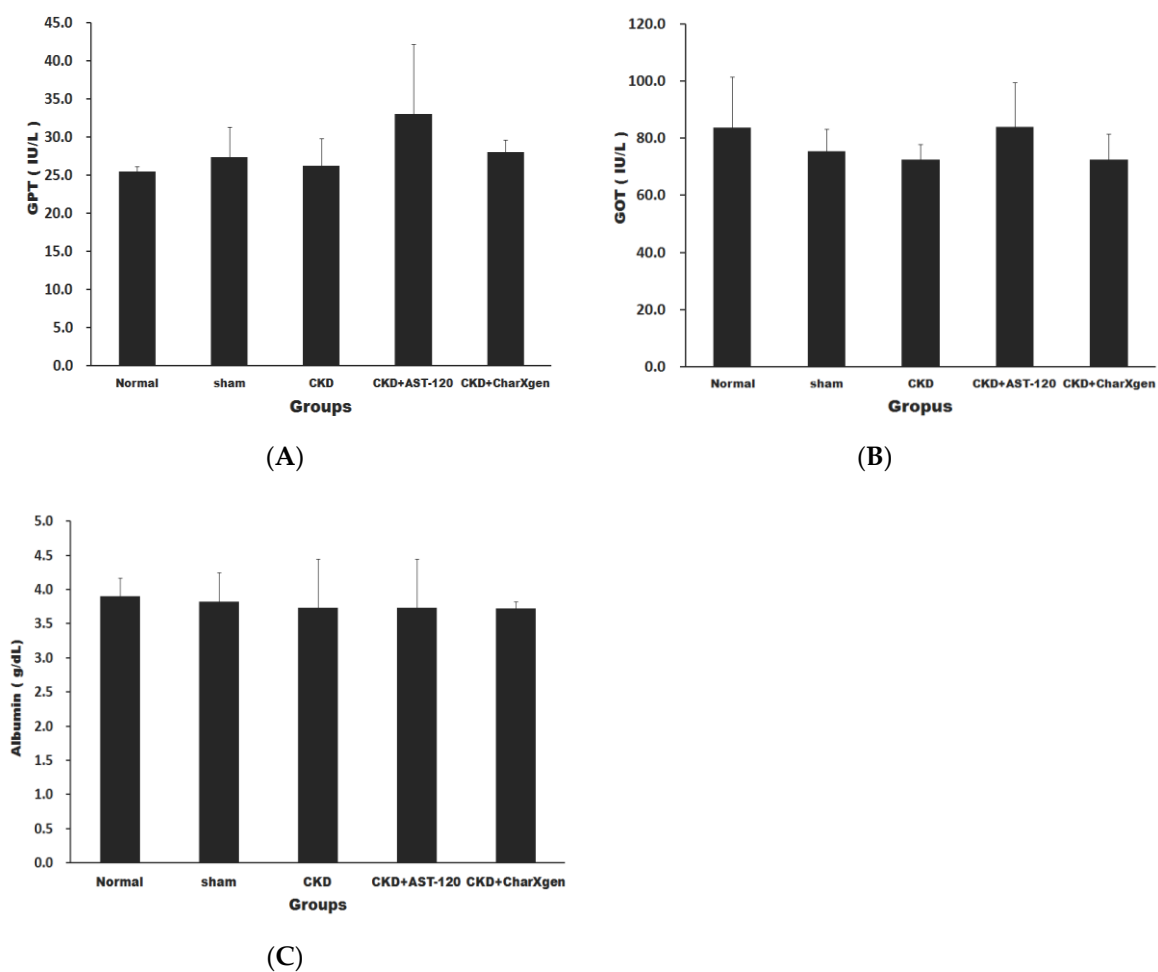 45.0
40.0
35.0
30.0
25.0
20.0
15.0
10.0
5.0
0.0
GPT ( IU/L )
Normal sham CKD CKD+AST-120 CKD+CharXgen
Groups
(A)
120.0
100.0
80.0
60.0
40.0
20.0
0.0
GOT ( IU/L )
Normal sham CKD CKD+AST-120 CKD+CharXgen
Gropus
(B)
5.0
4.5
4.0
3.5
3.0
2.5
2.0
1.5
1.0
0.5
0.0
Albumin ( g/dL)
Normal sham CKD CKD+AST-120 CKD+CharXgen
Groups
(C)